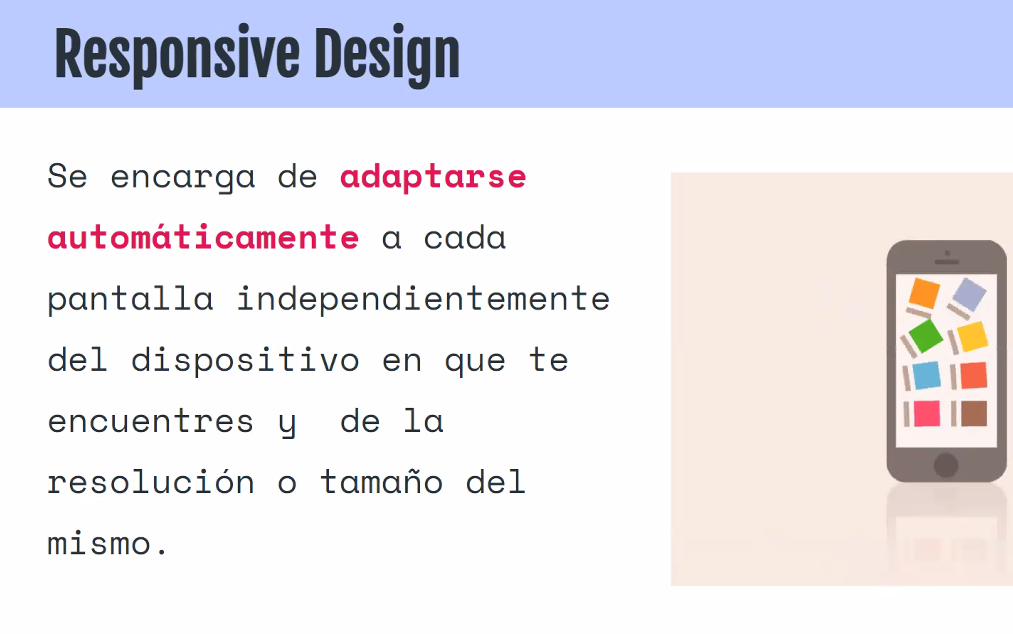 Responsive Design
Se encarga de adaptarse
automáticamente a cada
pantalla independientemente
del dispositivo en que te
encuentres y  de la
resolución o tamaño del
mismo.